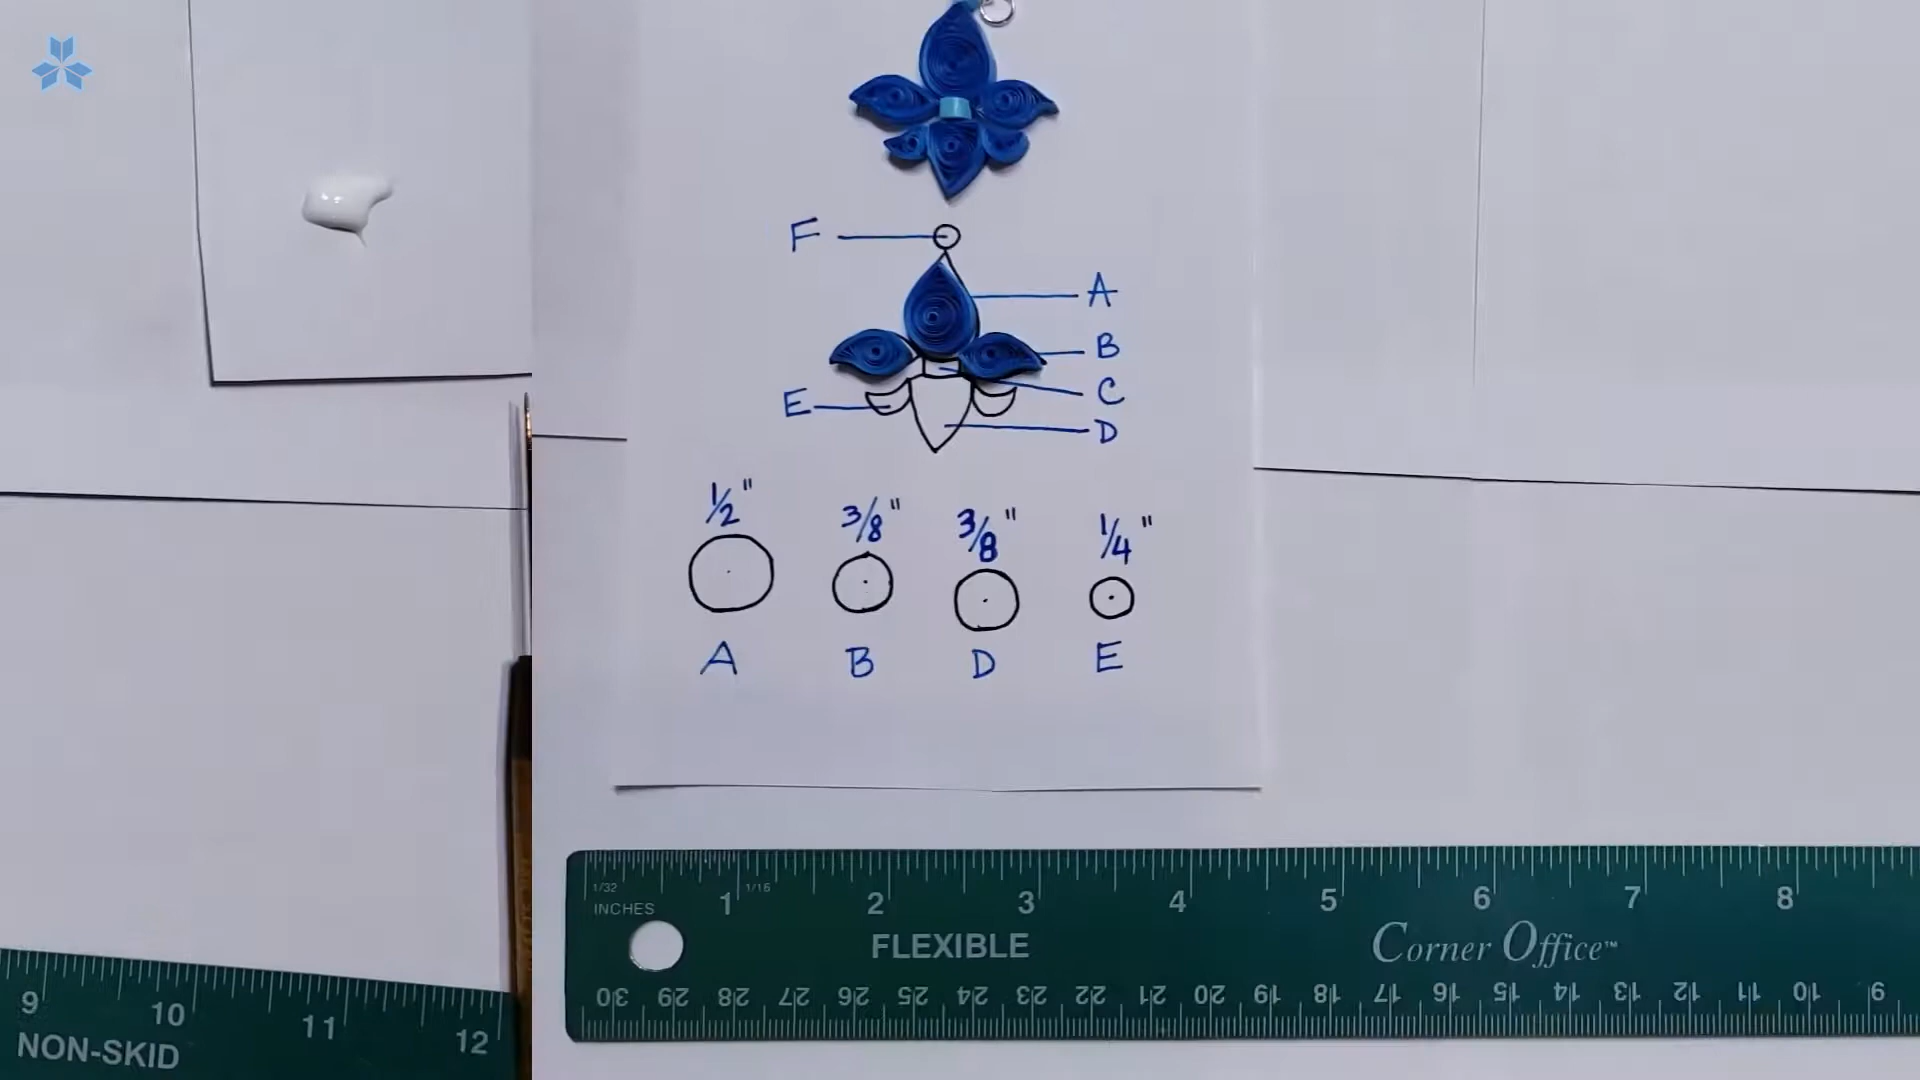 F
A
B
C
E
D
1/2" 3/8" 3/8" 1/4"
A B D E
1/32 1/16
INCHES 1 2 3 4 5 6 7 8
FLEXIBLE Corner Office™
30 29 28 27 26 25 24 23 22 21 20 19 18 17 16 15 14 13 12 11 10 9
9 10 11 12
NON-SKID